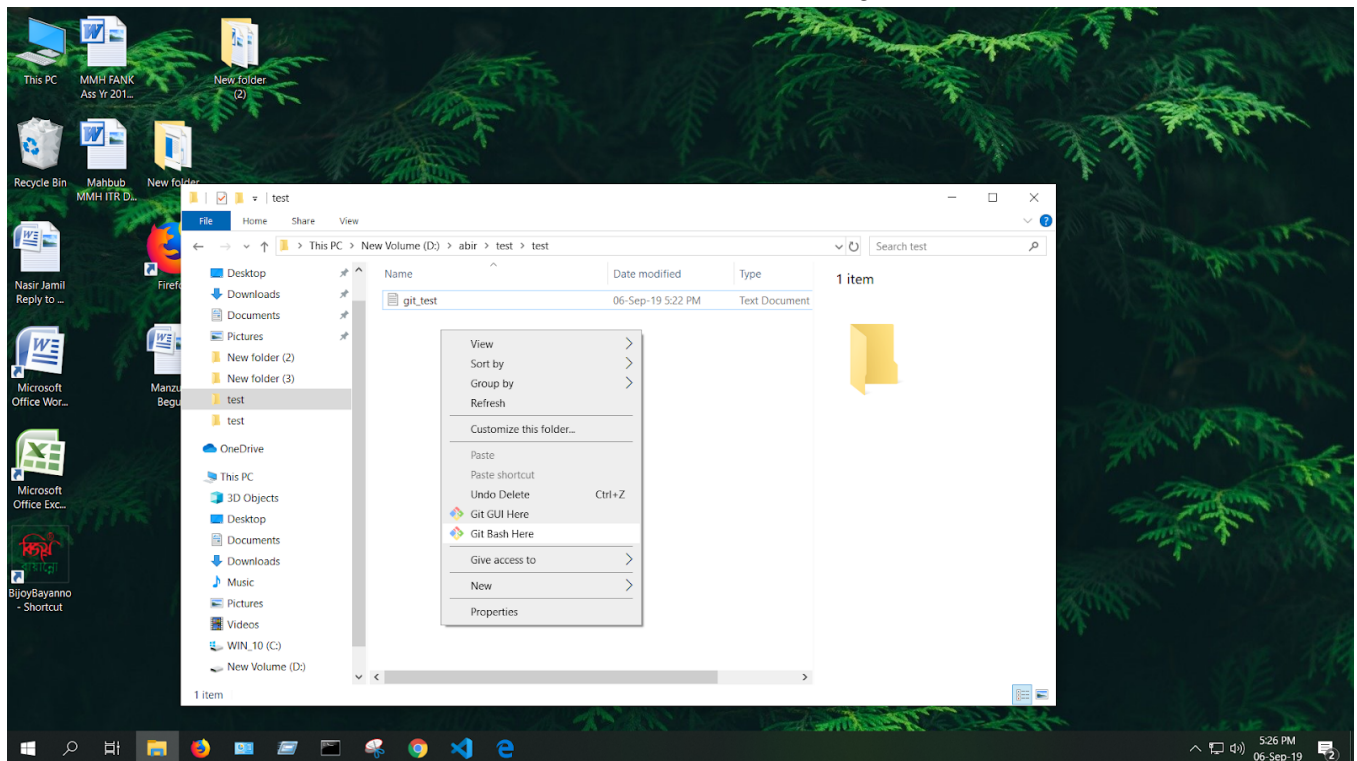 This PC
MMH FANK
Ass Yr 201...
New folder
(2)
Recycle Bin
Mahbub
MMH ITR D...
New folder
Nasir Jamil
Reply to ...
Firefo
Microsoft
Office Wor...
Manzu
Begu
Microsoft
Office Exc...
বিজয়
বায়ান্নো
BijoyBayanno
- Shortcut
test
File Home Share View
This PC > New Volume (D:) > abir > test > test
Search test
Desktop
Downloads
Documents
Pictures
New folder (2)
New folder (3)
test
test
OneDrive
This PC
3D Objects
Desktop
Documents
Downloads
Music
Pictures
Videos
WIN_10 (C:)
New Volume (D:)
Name Date modified Type
git_test 06-Sep-19 5:22 PM Text Document
1 item
View
Sort by
Group by
Refresh
Customize this folder...
Paste
Paste shortcut
Undo Delete Ctrl+Z
Git GUI Here
Git Bash Here
Give access to
New
Properties
1 item
5:26 PM
06-Sep-19
2